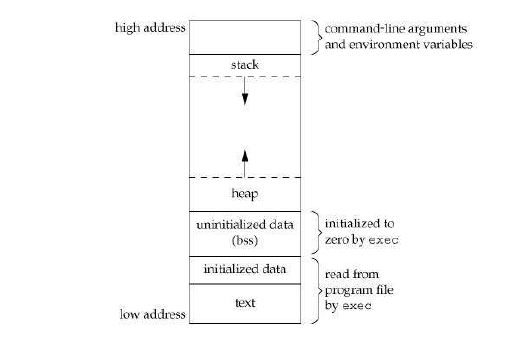 high address
command-line arguments
and environment variables
stack
heap
uninitialized data
(bss)
initialized to
zero by exec
initialized data
read from
program file
by exec
text
low address